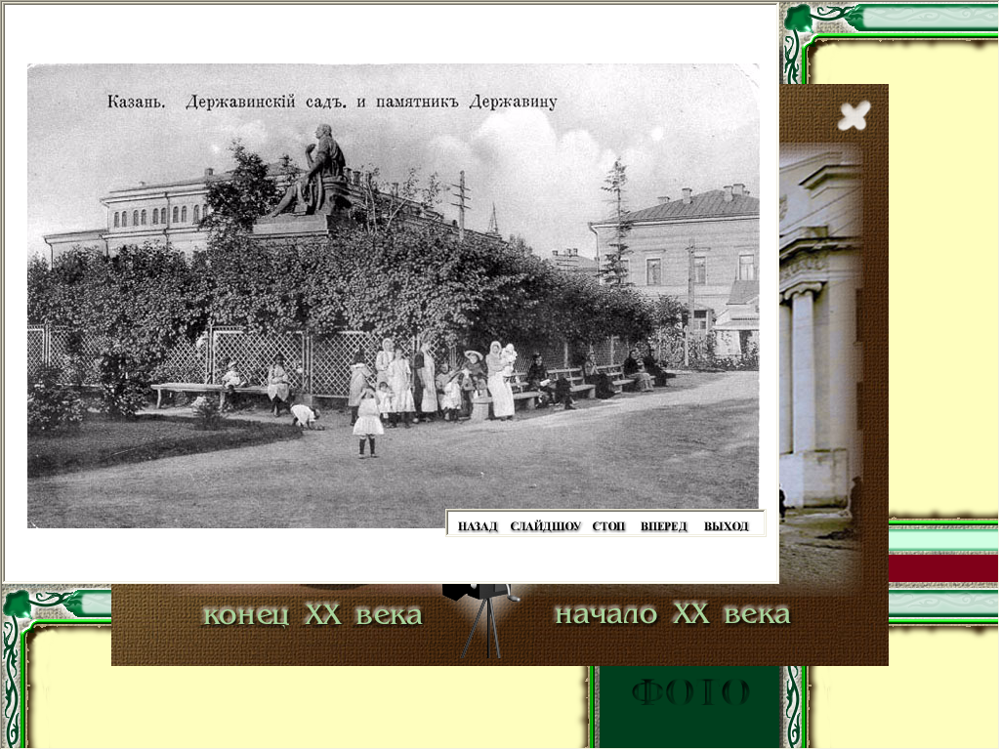 Казань. Державинскій садъ. и памятникъ Державину
НАЗАД СЛАЙДШОУ СТОП ВПЕРЕД ВЫХОД
конец XX века
начало XX века
ФОТО